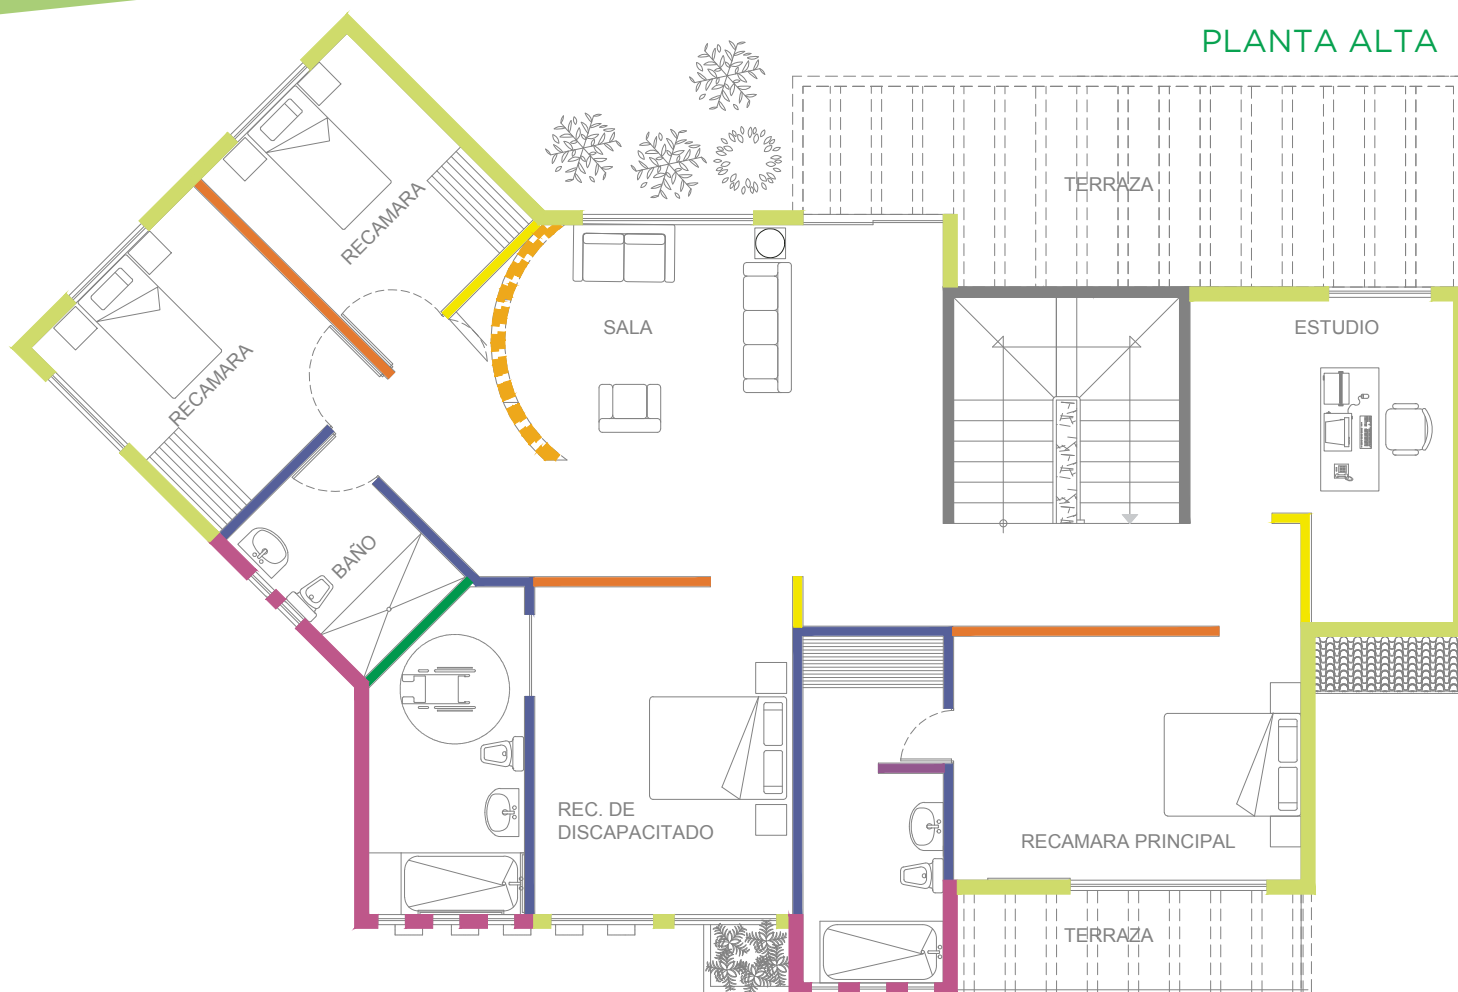 PLANTA ALTA
TERRAZA
RECAMARA
SALA
ESTUDIO
RECAMARA
BAÑO
REC. DE
DISCAPACITADO
RECAMARA PRINCIPAL
TERRAZA